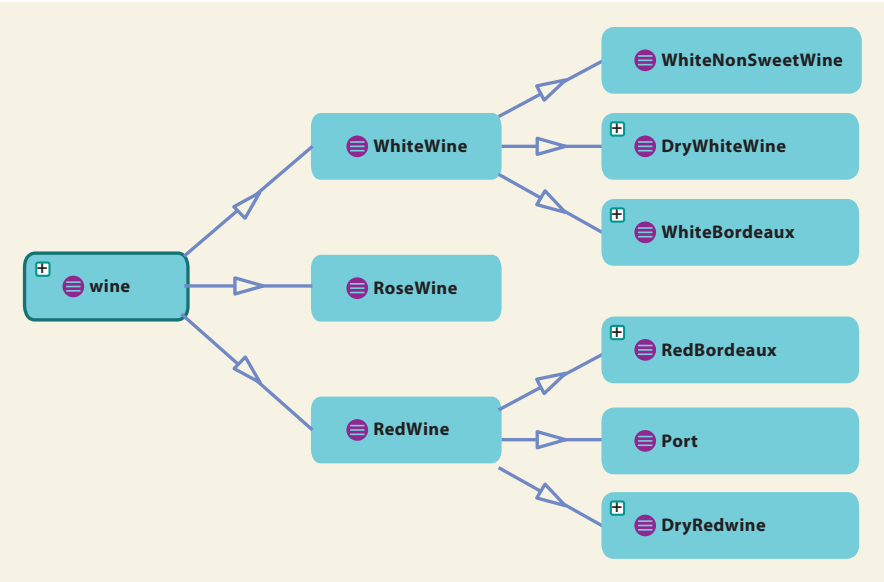 WhiteNonSweetWine
WhiteWine
DryWhiteWine
WhiteBordeaux
wine
RoseWine
RedBordeaux
RedWine
Port
DryRedwine